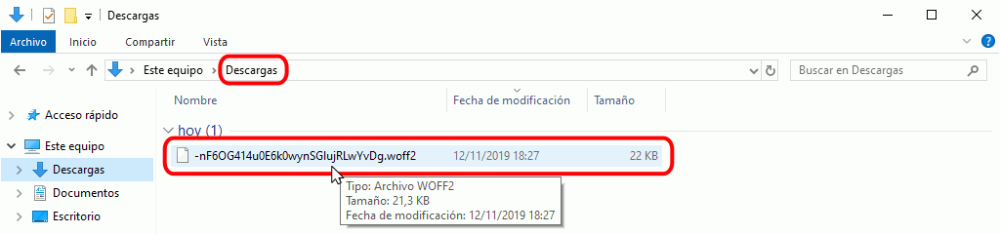 Descargas
Archivo Inicio Compartir Vista
Este equipo Descargas Buscar en Descargas
Nombre Fecha de modificación Tamaño
Acceso rápido
hoy (1)
Este equipo
-nF6OG414u0E6k0wynSGlujRLwYvDg.woff2 12/11/2019 18:27 22 KB
Descargas
Tipo: Archivo WOFF2
Documentos
Tamaño: 21,3 KB
Escritorio
Fecha de modificación: 12/11/2019 18:27